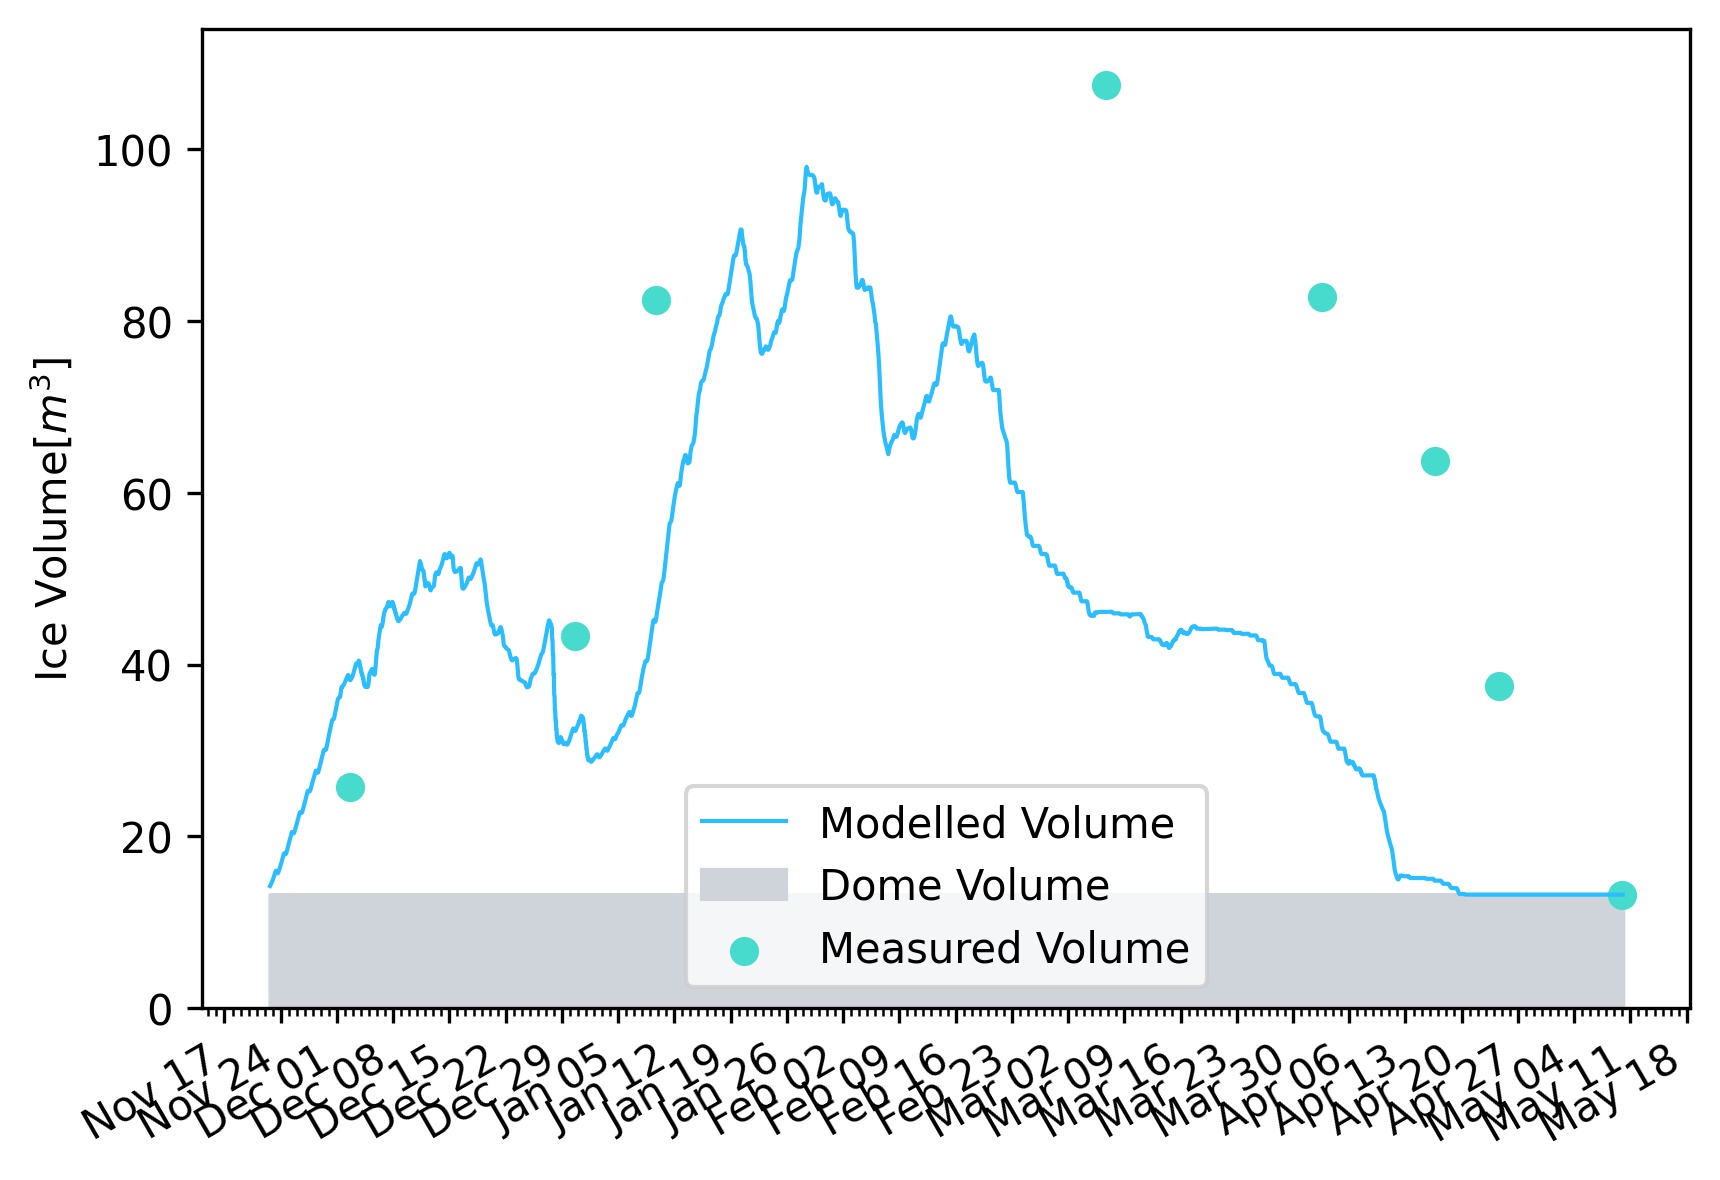 Ice Volume[m³]
100
80
60
40
20
0
Modelled Volume
Dome Volume
Measured Volume
Nov 17
Nov 24
Dec 01
Dec 08
Dec 15
Dec 22
Dec 29
Jan 05
Jan 12
Jan 19
Jan 26
Feb 02
Feb 09
Feb 16
Feb 23
Mar 02
Mar 09
Mar 16
Mar 23
Mar 30
Apr 06
Apr 13
Apr 20
Apr 27
May 04
May 11
May 18